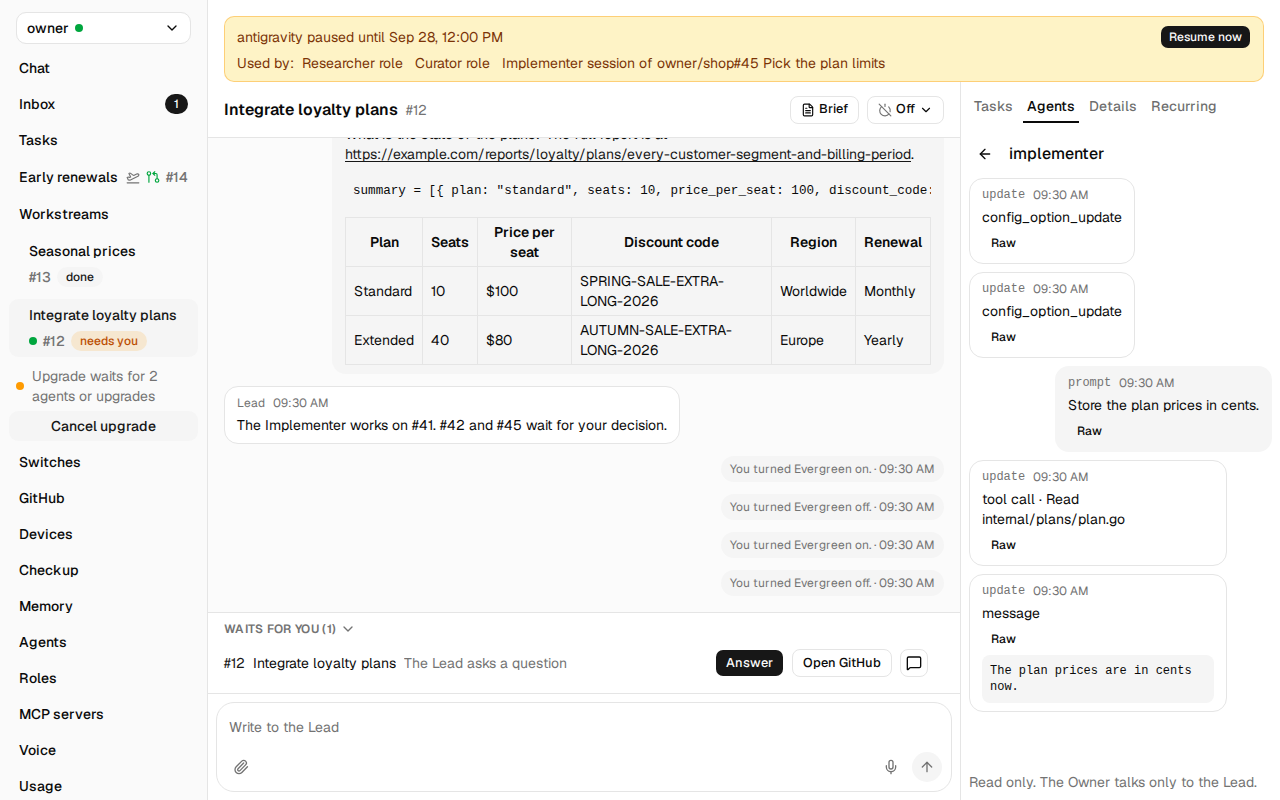 owner
Chat
Inbox
1
Tasks
Early renewals #14
Workstreams
Seasonal prices
#13 done
Integrate loyalty plans
#12 needs you
Upgrade waits for 2
agents or upgrades
Cancel upgrade
Switches
GitHub
Devices
Checkup
Memory
Agents
Roles
MCP servers
Voice
Usage
antigravity paused until Sep 28, 12:00 PM
Resume now
Used by: Researcher role Curator role Implementer session of owner/shop#45 Pick the plan limits
Integrate loyalty plans #12
Brief
Off
https://example.com/reports/loyalty/plans/every-customer-segment-and-billing-period.
summary = [{ plan: "standard", seats: 10, price_per_seat: 100, discount_code:
Plan Seats Price per seat Discount code Region Renewal
Standard 10 $100 SPRING-SALE-EXTRA-LONG-2026 Worldwide Monthly
Extended 40 $80 AUTUMN-SALE-EXTRA-LONG-2026 Europe Yearly
Lead 09:30 AM
The Implementer works on #41. #42 and #45 wait for your decision.
You turned Evergreen on. · 09:30 AM
You turned Evergreen off. · 09:30 AM
You turned Evergreen on. · 09:30 AM
You turned Evergreen off. · 09:30 AM
WAITS FOR YOU (1)
#12 Integrate loyalty plans The Lead asks a question
Answer
Open GitHub
Write to the Lead
Tasks Agents Details Recurring
implementer
update 09:30 AM
config_option_update
Raw
update 09:30 AM
config_option_update
Raw
prompt 09:30 AM
Store the plan prices in cents.
Raw
update 09:30 AM
tool call · Read
internal/plans/plan.go
Raw
update 09:30 AM
message
Raw
The plan prices are in cents
now.
Read only. The Owner talks only to the Lead.